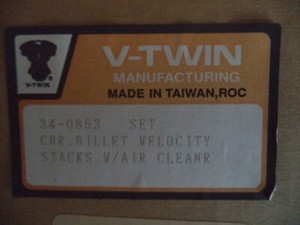 V-TWIN
MANUFACTURING
V-TWIN
MADE IN TAIWAN,ROC
34-0853 SET
CHR.BILLET VELOCITY
STACKS W/AIR CLEANR